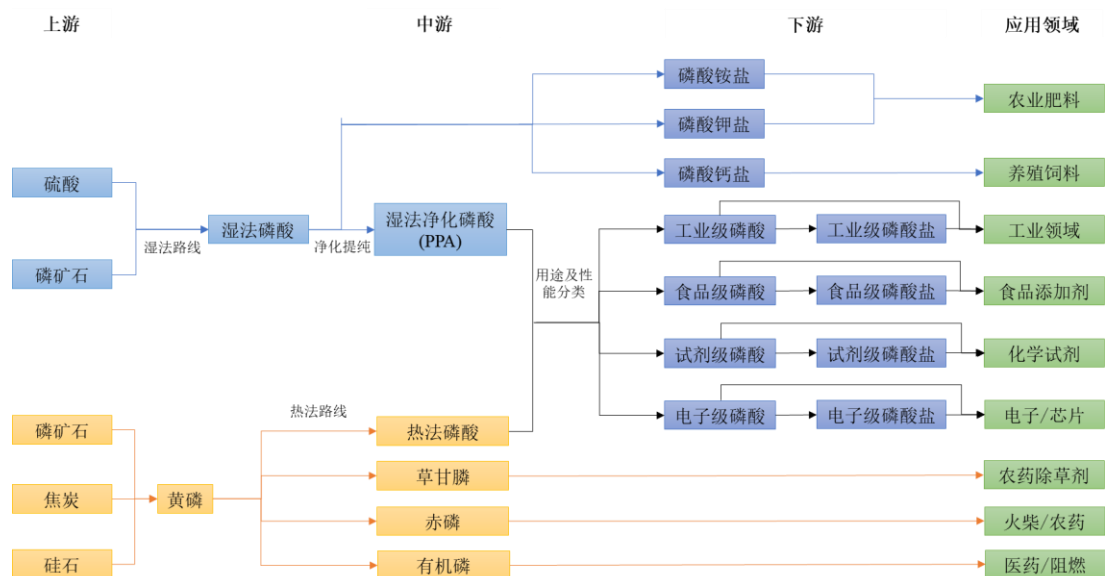 上游
中游
下游
应用领域
磷酸铵盐
农业肥料
磷酸钾盐
硫酸
磷酸钙盐
养殖饲料
湿法路线
湿法磷酸
净化提纯
湿法净化磷酸
(PPA)
磷矿石
用途及性
能分类
工业级磷酸
工业级磷酸盐
工业领域
食品级磷酸
食品级磷酸盐
食品添加剂
试剂级磷酸
试剂级磷酸盐
化学试剂
电子级磷酸
电子级磷酸盐
电子/芯片
磷矿石
热法路线
热法磷酸
焦炭
黄磷
草甘膦
农药除草剂
赤磷
火柴/农药
硅石
有机磷
医药/阻燃